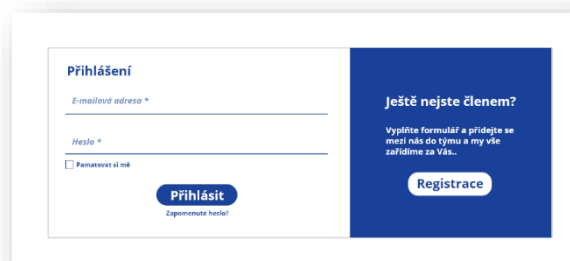 Přihlášení
E-mailová adresa *
Heslo *
Pamatovat si mě
Přihlásit
Zapomenuté heslo?
Ještě nejste členem?
Vyplňte formulář a přidejte se
mezi nás do týmu a my vše
zařídíme za Vás..
Registrace